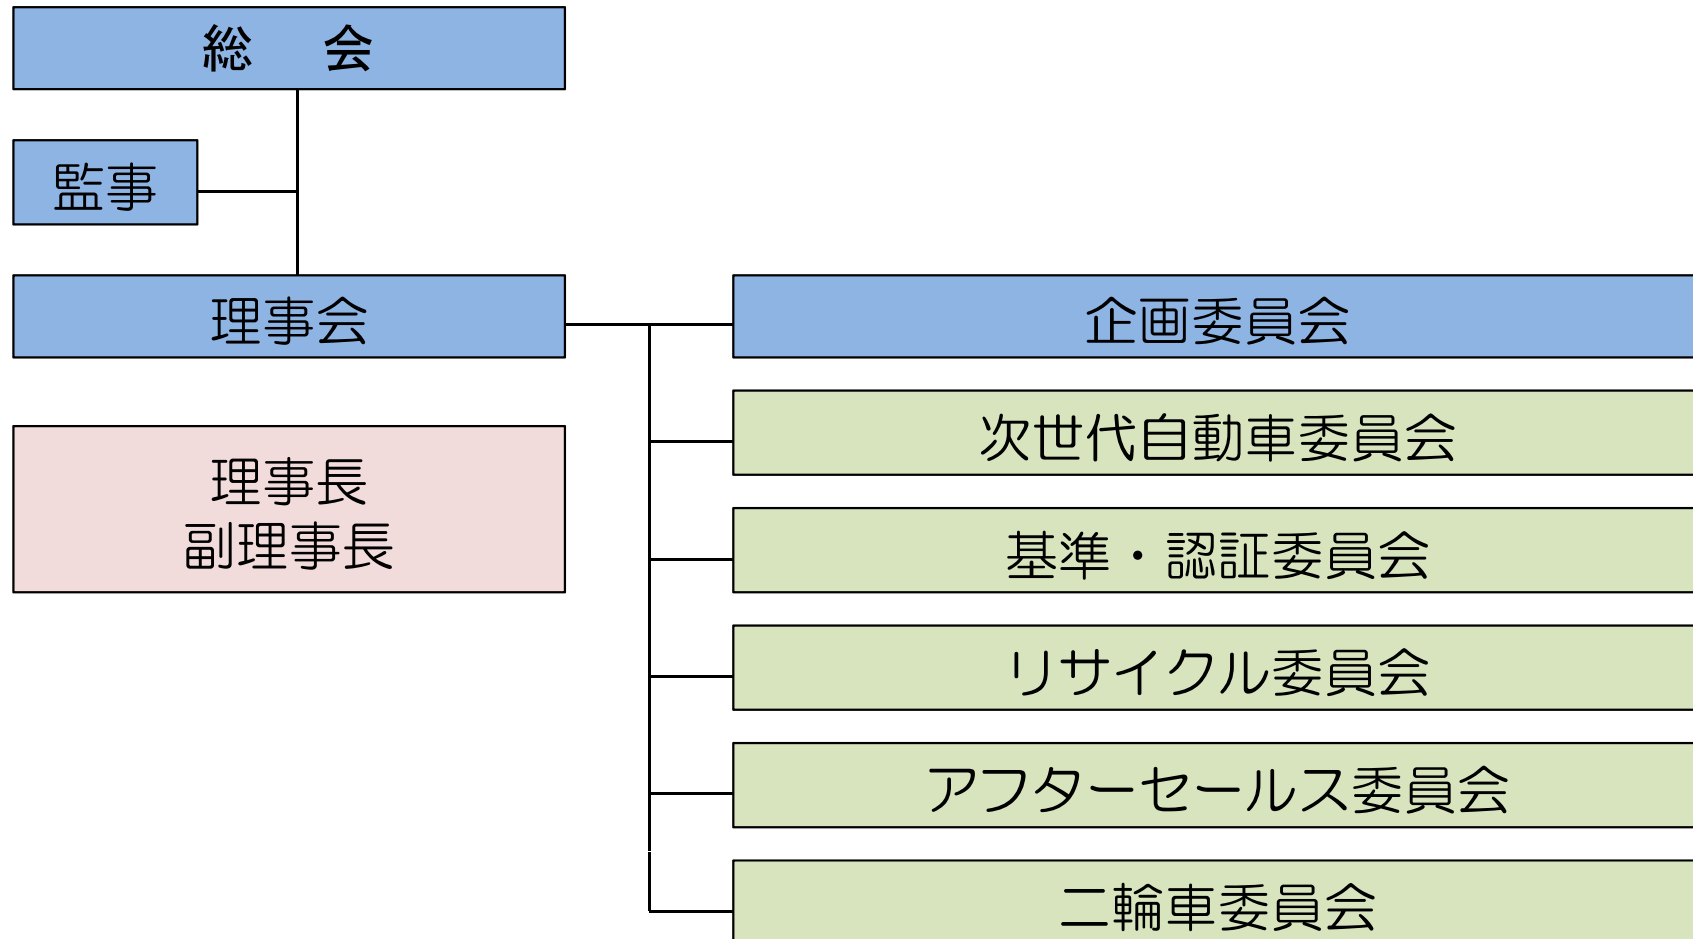 総　会
監事
理事会
企画委員会
次世代自動車委員会
理事長
副理事長
基準・認証委員会
リサイクル委員会
アフターセールス委員会
二輪車委員会